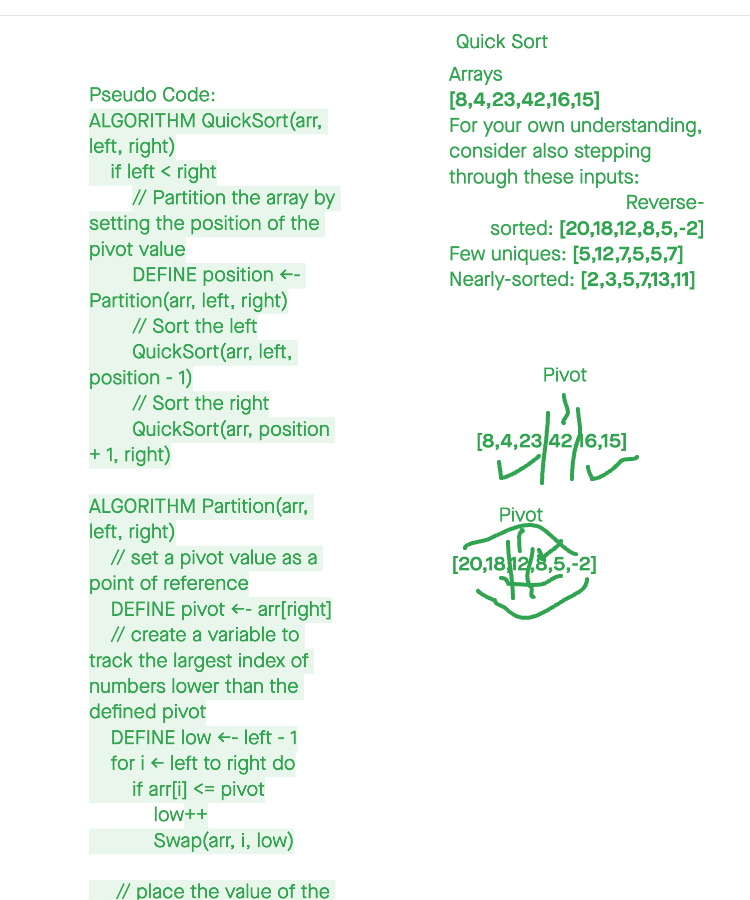 Pseudo Code:
ALGORITHM QuickSort(arr,
left, right)
if left < right
// Partition the array by
setting the position of the
pivot value
DEFINE position <--
Partition(arr, left, right)
// Sort the left
QuickSort(arr, left,
position - 1)
// Sort the right
QuickSort(arr, position
+ 1, right)
ALGORITHM Partition(arr,
left, right)
// set a pivot value as a
point of reference
DEFINE pivot <-- arr[right]
// create a variable to
track the largest index of
numbers lower than the
defined pivot
DEFINE low <-- left - 1
for i <- left to right do
if arr[i] <= pivot
low++
Swap(arr, i, low)
// place the value of the
Quick Sort
Arrays
[8,4,23,42,16,15]
For your own understanding,
consider also stepping
through these inputs:
Reverse-
sorted: [20,18,12,8,5,-2]
Few uniques: [5,12,7,5,5,7]
Nearly-sorted: [2,3,5,7,13,11]
Pivot
[8,4,23,42,16,15]
Pivot
[20,18,12,8,5,-2]